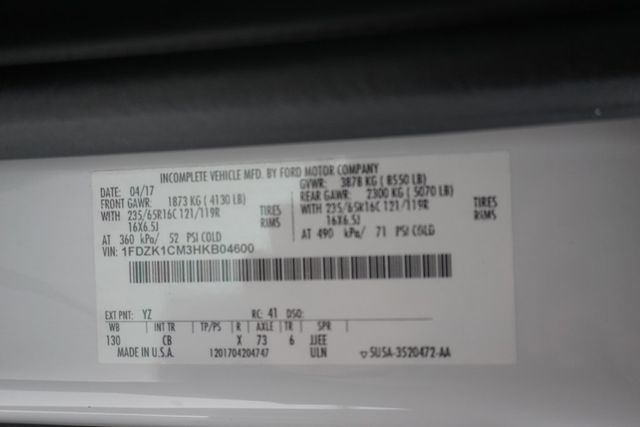 INCOMPLETE VEHICLE MFD. BY FORD MOTOR COMPANY
DATE: 04/17 GVWR: 3878 KG ( 8550 LB)
FRONT GAWR: 1873 KG ( 4130 LB) REAR GAWR: 2300 KG ( 5070 LB)
WITH 235/65R16C 121/119R TIRES WITH 235/65R16C 121/119R TIRES
16X6.5J RIMS 16X6.5J RIMS
AT 360 kPa/ 52 PSI COLD AT 490 kPa/ 71 PSI COLD
VIN: 1FDZK1CM3HKB04600
EXT PNT: YZ RC: 41 DSO:
WB INT TR TP/PS R AXLE TR SPR
130 CB X 73 6 JJEE
MADE IN U.S.A. 1201704204747 ULN ▽ 5U5A-3520472-AA